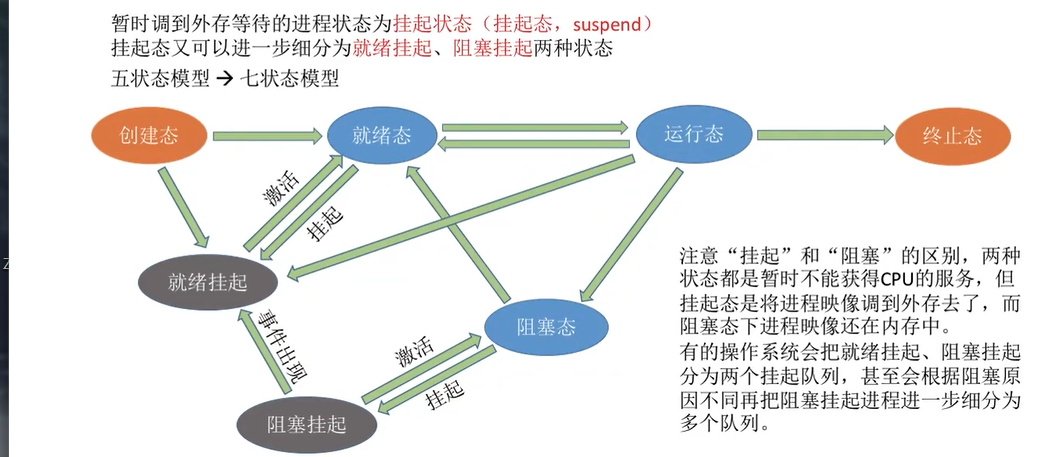 暂时调到外存等待的进程状态为挂起状态（挂起态，suspend）
挂起态又可以进一步细分为就绪挂起、阻塞挂起两种状态
五状态模型 → 七状态模型
创建态
就绪态
运行态
终止态
激活
挂起
就绪挂起
阻塞态
事件出现
激活
挂起
阻塞挂起
注意“挂起”和“阻塞”的区别，两种
状态都是暂时不能获得CPU的服务，但
挂起态是将进程映像调到外存去了，而
阻塞态下进程映像还在内存中。
有的操作系统会把就绪挂起、阻塞挂起
分为两个挂起队列，甚至会根据阻塞原
因不同再把阻塞挂起进程进一步细分为
多个队列。